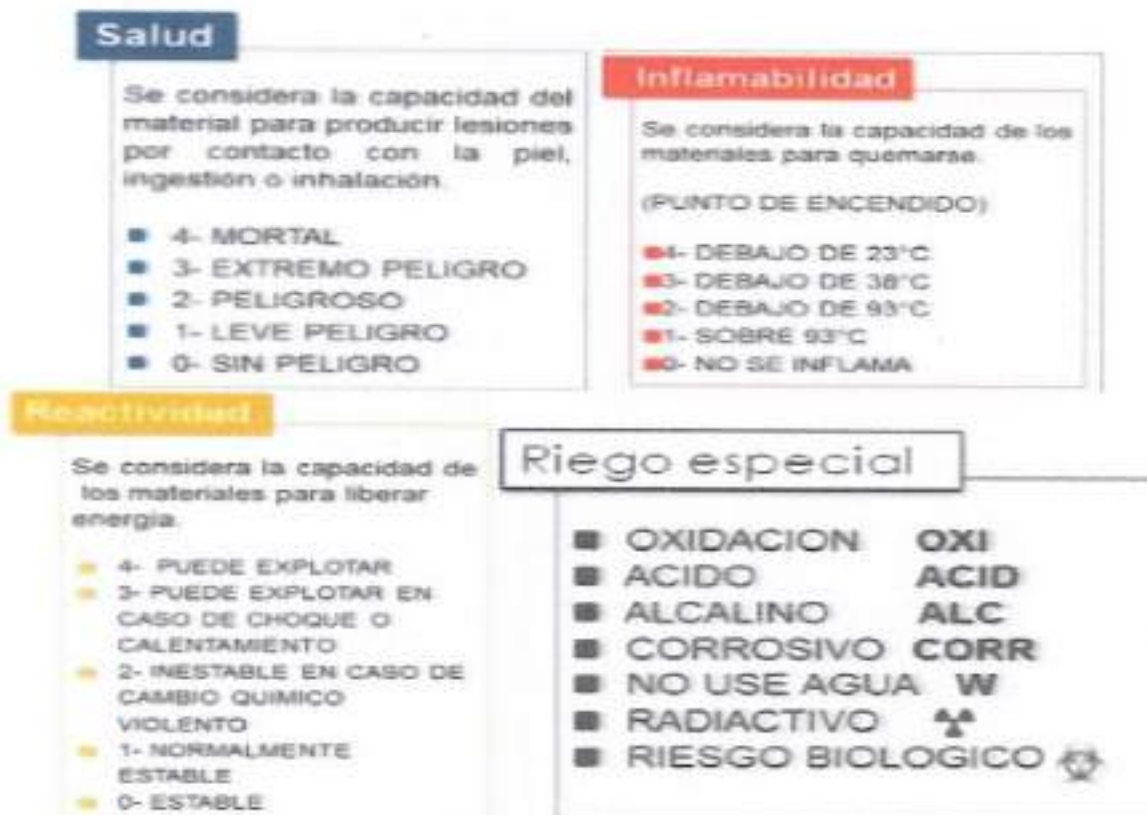 Salud
Se considera la capacidad del
material para producir lesiones
por contacto con la piel,
ingestión o inhalación.
4- MORTAL
3- EXTREMO PELIGRO
2- PELIGROSO
1- LEVE PELIGRO
0- SIN PELIGRO
Inflamabilidad
Se considera la capacidad de los
materiales para quemarse.
(PUNTO DE ENCENDIDO)
4- DEBAJO DE 23°C
3- DEBAJO DE 38°C
2- DEBAJO DE 93°C
1- SOBRE 93°C
0- NO SE INFLAMA
Reactividad
Se considera la capacidad de
los materiales para liberar
energia.
4- PUEDE EXPLOTAR
3- PUEDE EXPLOTAR EN
CASO DE CHOQUE O
CALENTAMIENTO
2- INESTABLE EN CASO DE
CAMBIO QUIMICO
VIOLENTO
1- NORMALMENTE
ESTABLE
0- ESTABLE
Riego especial
OXIDACION OXI
ACIDO ACID
ALCALINO ALC
CORROSIVO CORR
NO USE AGUA W
RADIACTIVO
RIESGO BIOLOGICO